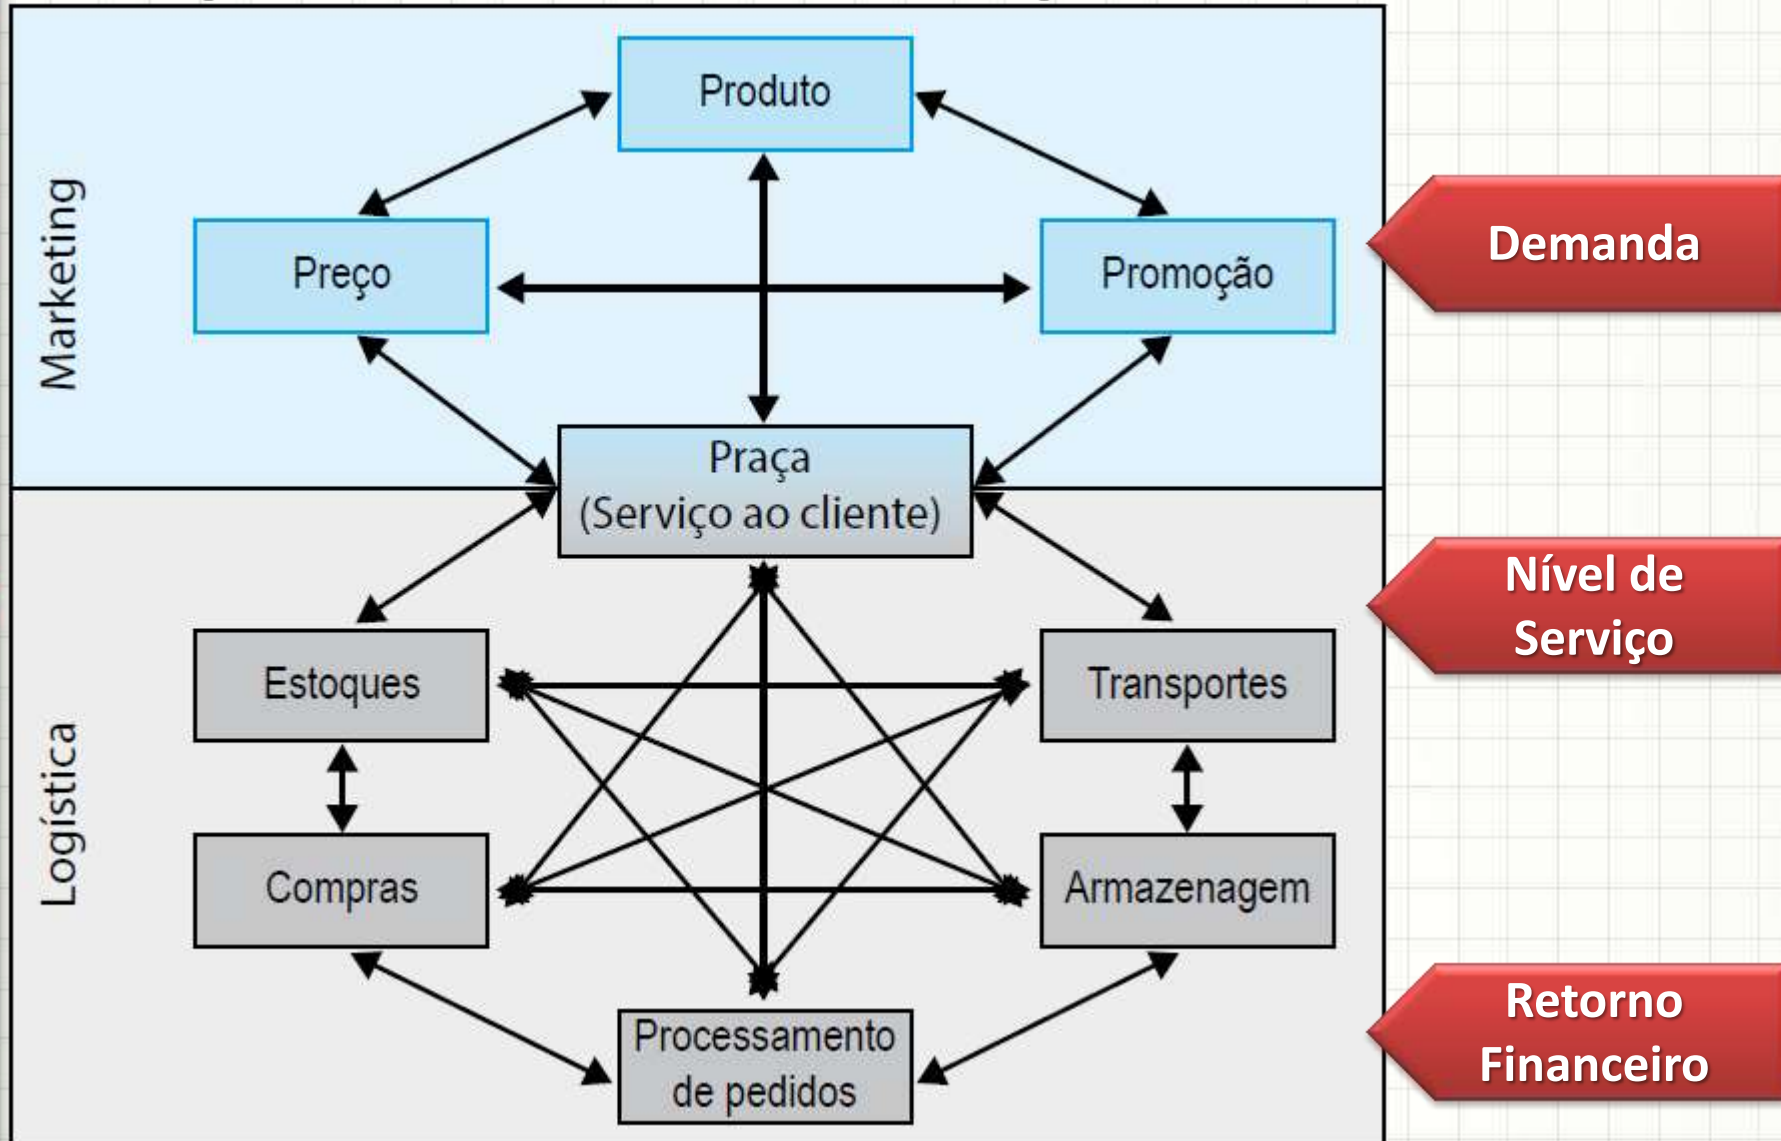 Marketing
Produto
Preço
Promoção
Demanda
Praça
(Serviço ao cliente)
Nível de
Serviço
Logística
Estoques
Transportes
Compras
Armazenagem
Processamento
de pedidos
Retorno
Financeiro